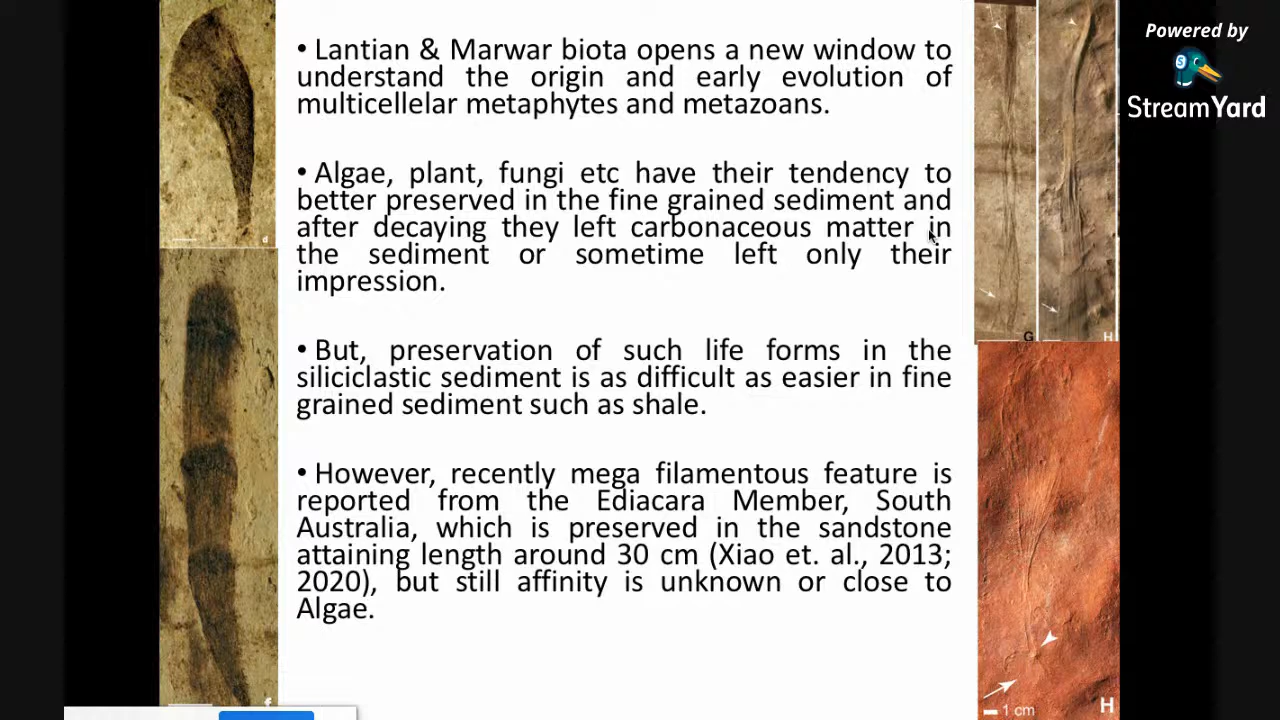 Powered by
StreamYard
• Lantian & Marwar biota opens a new window to
understand the origin and early evolution of
multicellelar metaphytes and metazoans.
• Algae, plant, fungi etc have their tendency to
better preserved in the fine grained sediment and
after decaying they left carbonaceous matter in
the sediment or sometime left only their
impression.
• But, preservation of such life forms in the
siliciclastic sediment is as difficult as easier in fine
grained sediment such as shale.
• However, recently mega filamentous feature is
reported from the Ediacara Member, South
Australia, which is preserved in the sandstone
attaining length around 30 cm (Xiao et. al., 2013;
2020), but still affinity is unknown or close to
Algae.
d
f
G
H
H
1 cm